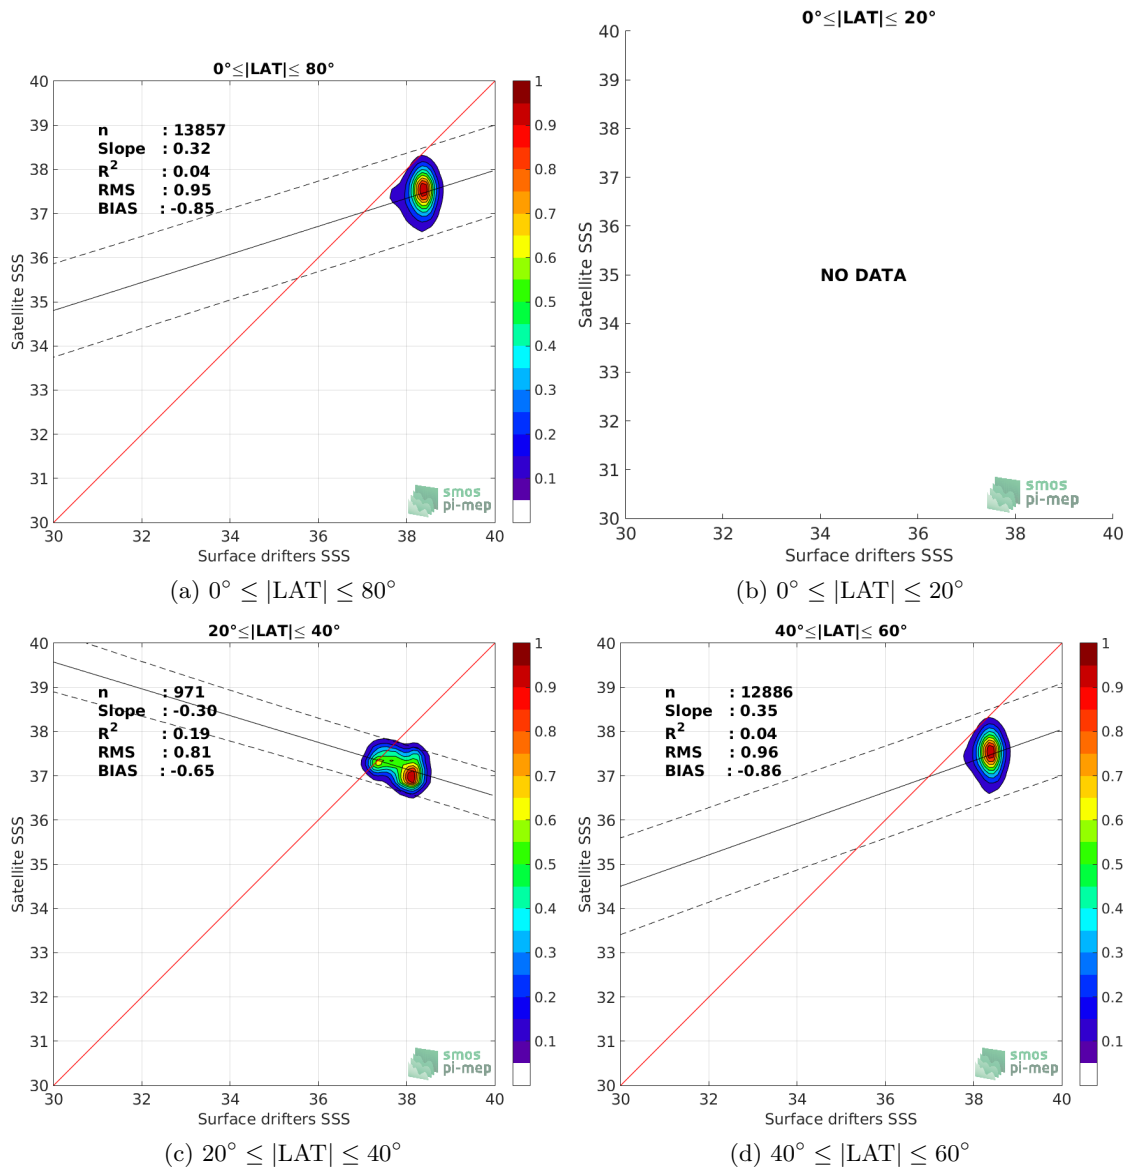 0°≤|LAT|≤ 80°
40
39
38
37
36
35
34
33
32
31
30
30 32 34 36 38 40
Satellite SSS
Surface drifters SSS
n : 13857
Slope : 0.32
R2 : 0.04
RMS : 0.95
BIAS : -0.85
smos
pi-mep
1
0.9
0.8
0.7
0.6
0.5
0.4
0.3
0.2
0.1
(a) 0° ≤ |LAT| ≤ 80°
0°≤|LAT|≤ 20°
40
39
38
37
36
35
34
33
32
31
30
30 32 34 36 38 40
Satellite SSS
Surface drifters SSS
NO DATA
smos
pi-mep
(b) 0° ≤ |LAT| ≤ 20°
20°≤|LAT|≤ 40°
40
39
38
37
36
35
34
33
32
31
30
30 32 34 36 38 40
Satellite SSS
Surface drifters SSS
n : 971
Slope : -0.30
R2 : 0.19
RMS : 0.81
BIAS : -0.65
smos
pi-mep
1
0.9
0.8
0.7
0.6
0.5
0.4
0.3
0.2
0.1
(c) 20° ≤ |LAT| ≤ 40°
40°≤|LAT|≤ 60°
40
39
38
37
36
35
34
33
32
31
30
30 32 34 36 38 40
Satellite SSS
Surface drifters SSS
n : 12886
Slope : 0.35
R2 : 0.04
RMS : 0.96
BIAS : -0.86
smos
pi-mep
1
0.9
0.8
0.7
0.6
0.5
0.4
0.3
0.2
0.1
(d) 40° ≤ |LAT| ≤ 60°